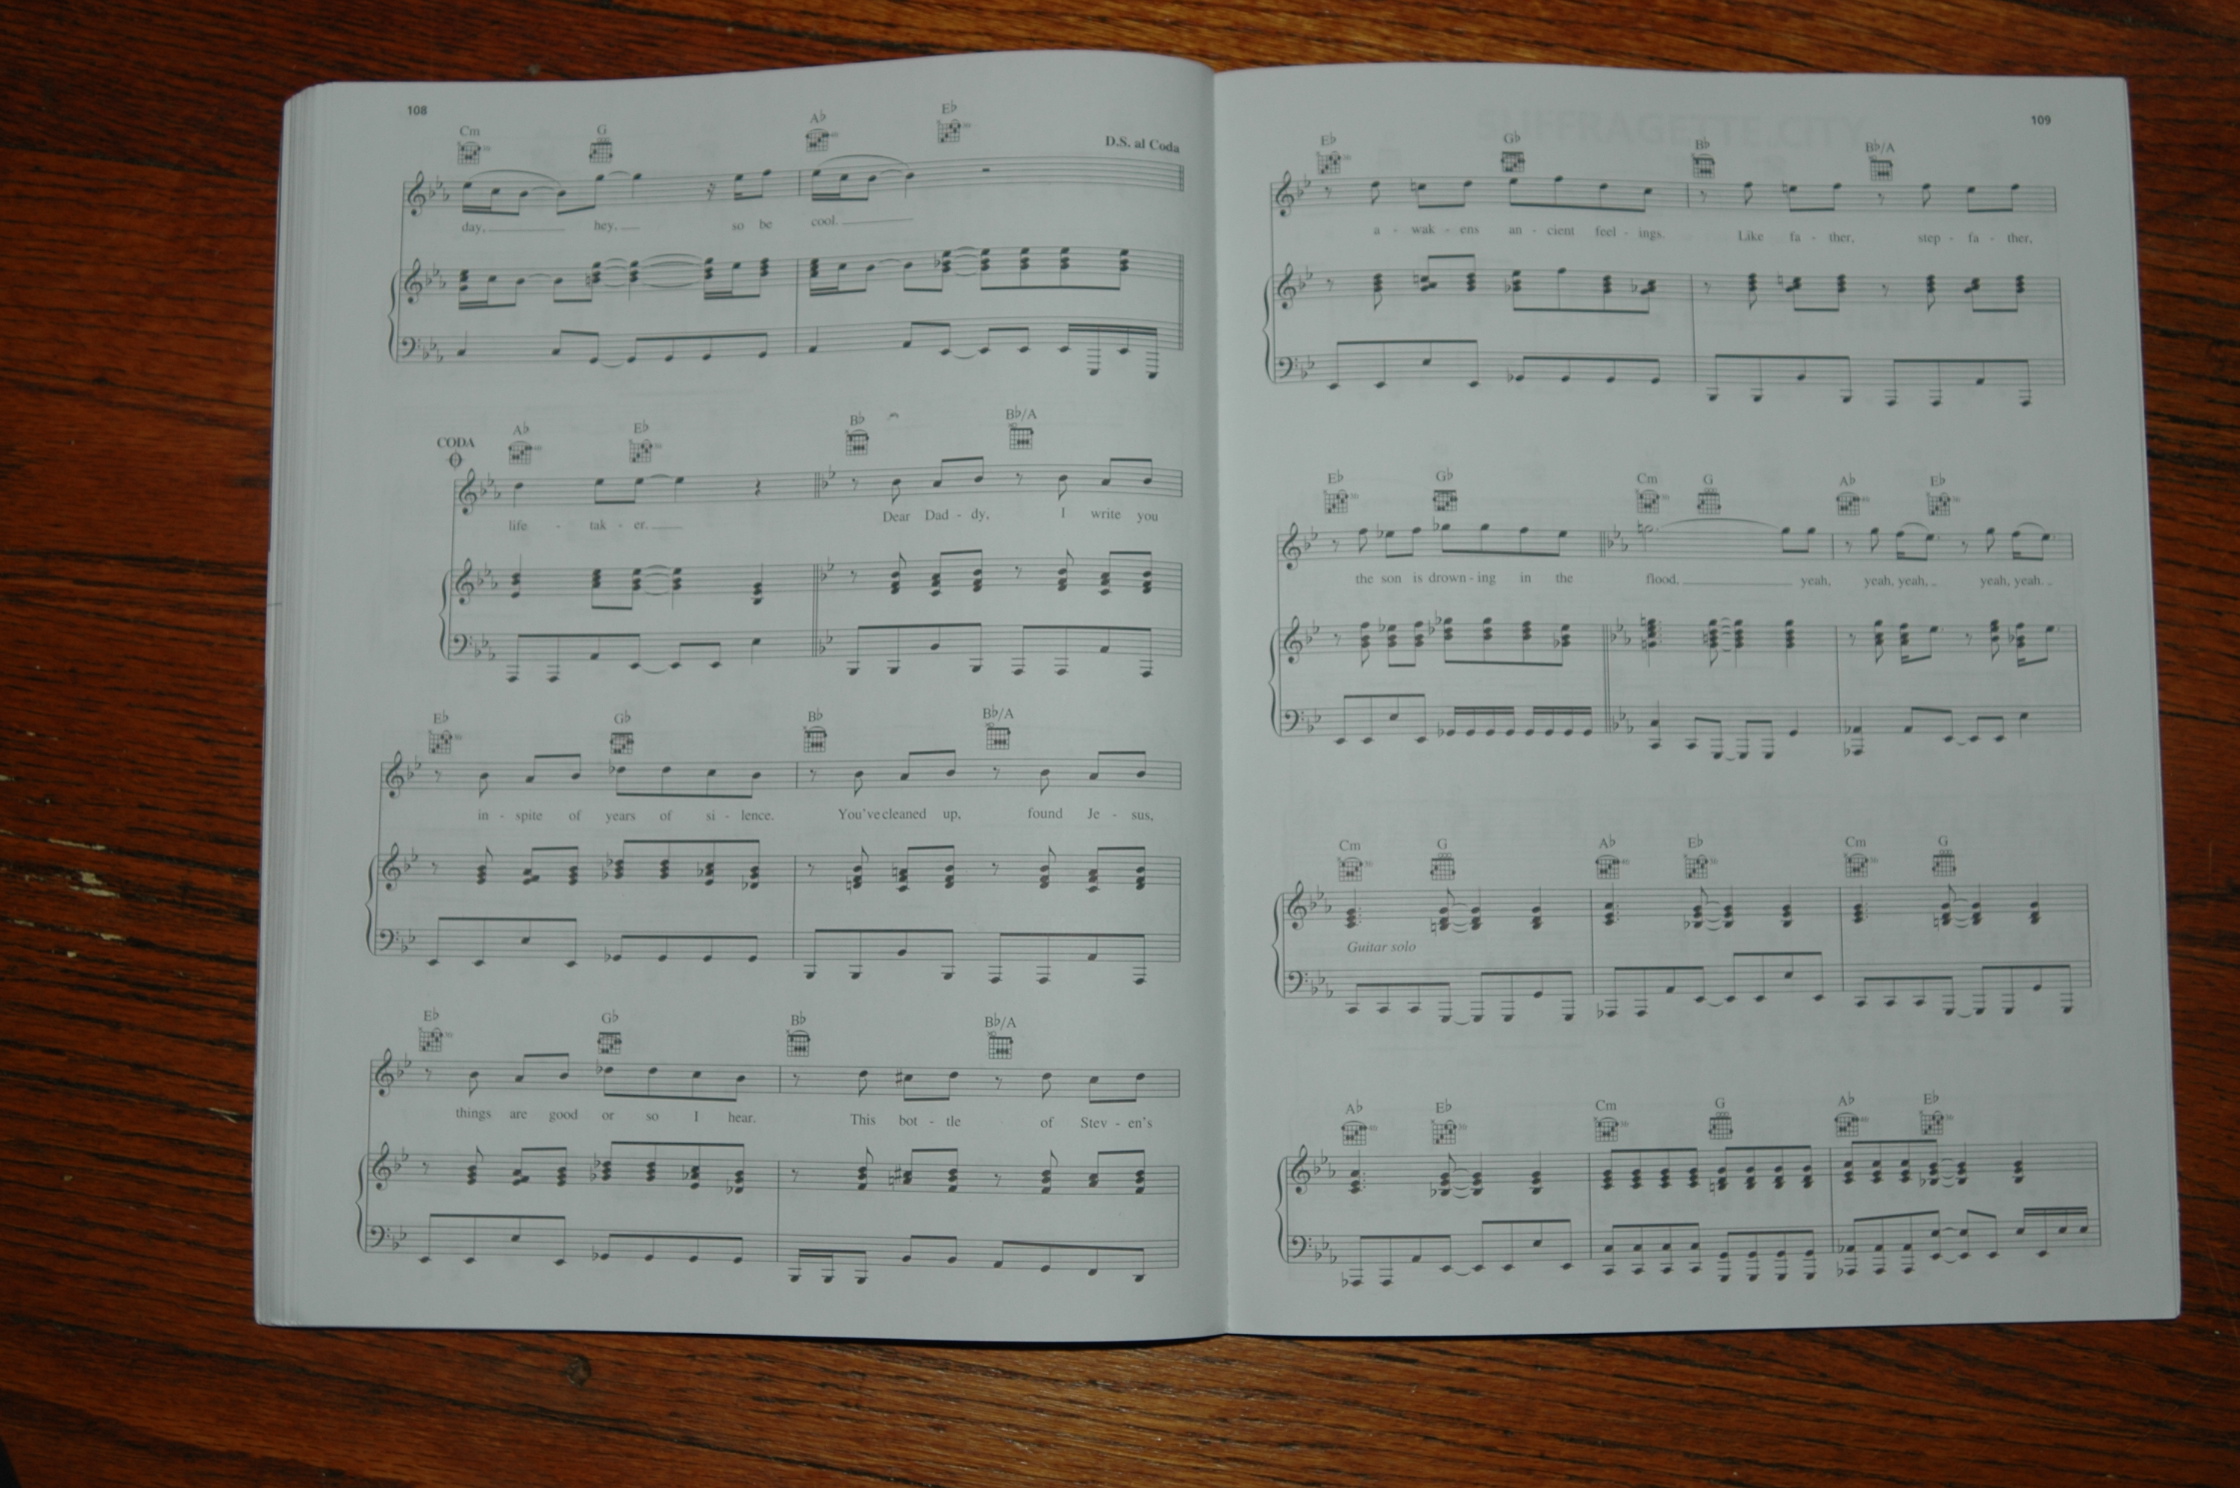 108
Cm G A♭ E♭
D.S. al Coda
day, hey, so be cool.
CODA
A♭ E♭ B♭ B♭/A
life - tak - er. Dear Dad - dy, I write you
E♭ G♭ B♭ B♭/A
in - spite of years of si - lence. You've cleaned up, found Je - sus,
E♭ G♭ B♭ B♭/A
things are good or so I hear. This bot - tle of Stev - en's
109
SUFFRAGETTE CITY
E♭ G♭ B♭ B♭/A
a - wak - ens an - cient feel - ings. Like fa - ther, step - fa - ther,
E♭ G♭ Cm G A♭ E♭
the son is drown - ing in the flood, yeah, yeah, yeah, yeah, yeah.
Cm G A♭ E♭ Cm G
Guitar solo
A♭ E♭ Cm G A♭ E♭